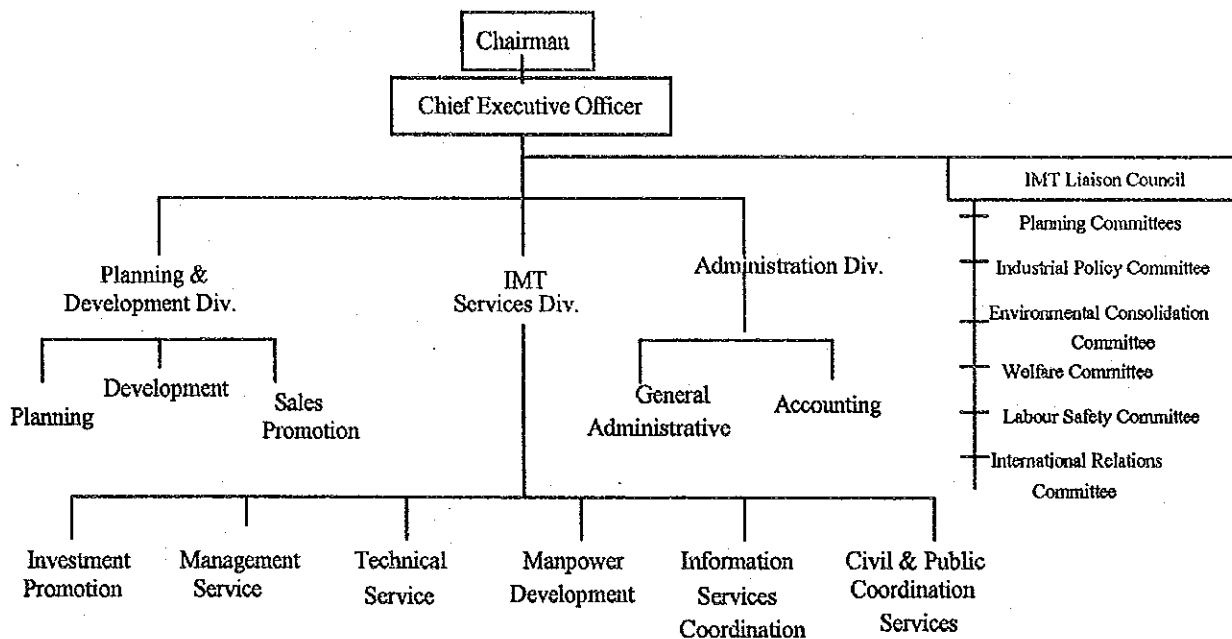 Chairman
Chief Executive Officer
IMT Liaison Council
Planning Committees
Industrial Policy Committee
Environmental Consolidation
Committee
Welfare Committee
Labour Safety Committee
International Relations
Committee
Planning &
Development Div.
IMT
Services Div.
Administration Div.
Planning
Development
Sales
Promotion
General
Administrative
Accounting
Investment
Promotion
Management
Service
Technical
Service
Manpower
Development
Information
Services
Coordination
Civil & Public
Coordination
Services